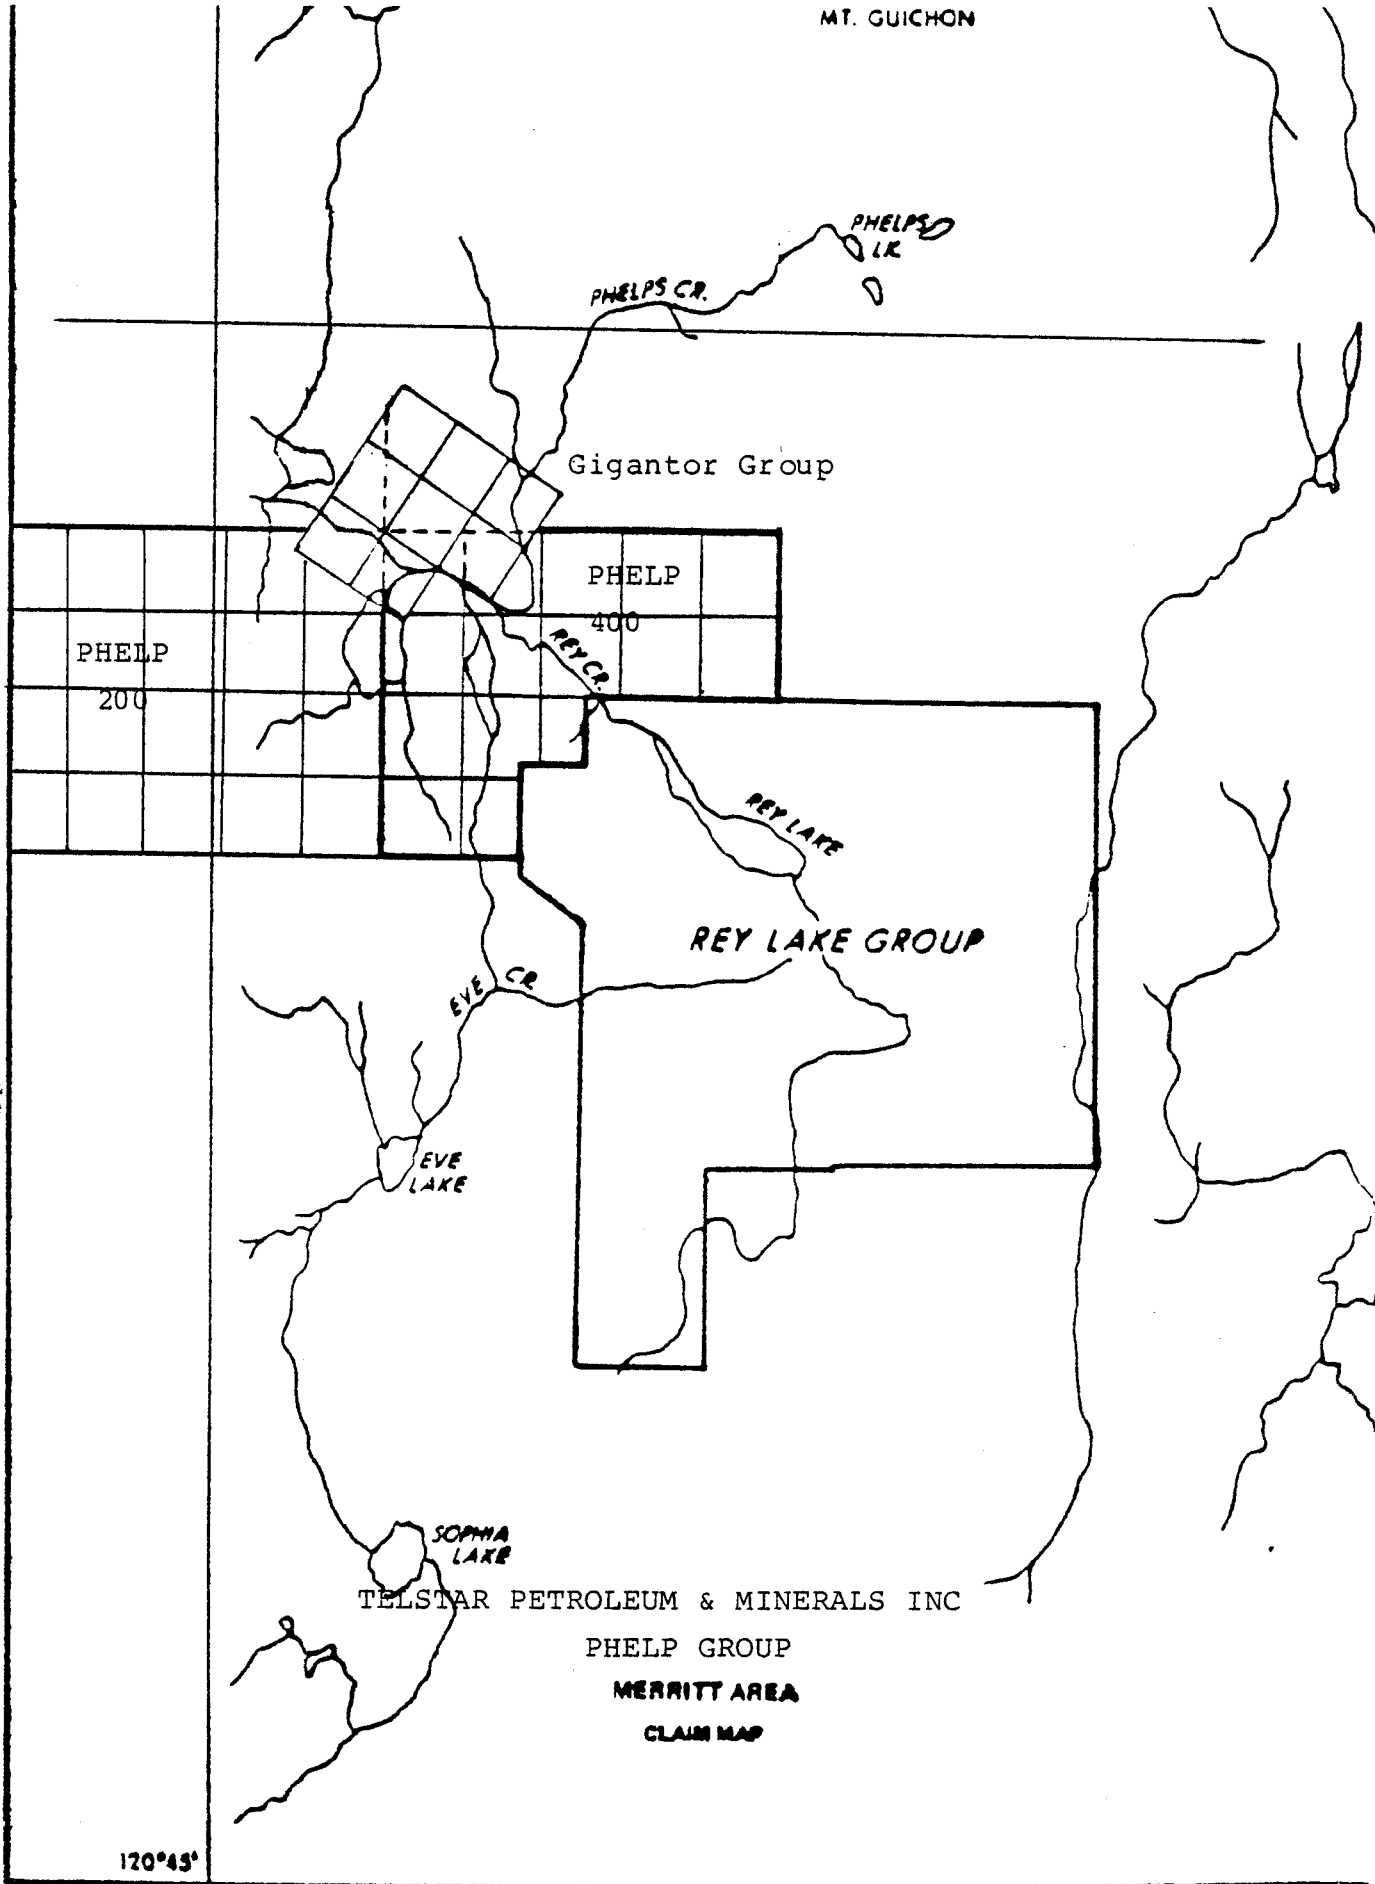 MT. GUICHON
PHELPS
LK.
PHELPS CR.
Gigantor Group
PHELP
400
PHELP
200
REY CR.
REY LAKE
REY LAKE GROUP
EVE CR.
EVE
LAKE
SOPHIA
LAKE
TELSTAR PETROLEUM & MINERALS INC
PHELP GROUP
MERRITT AREA
CLAIM MAP
120°45'